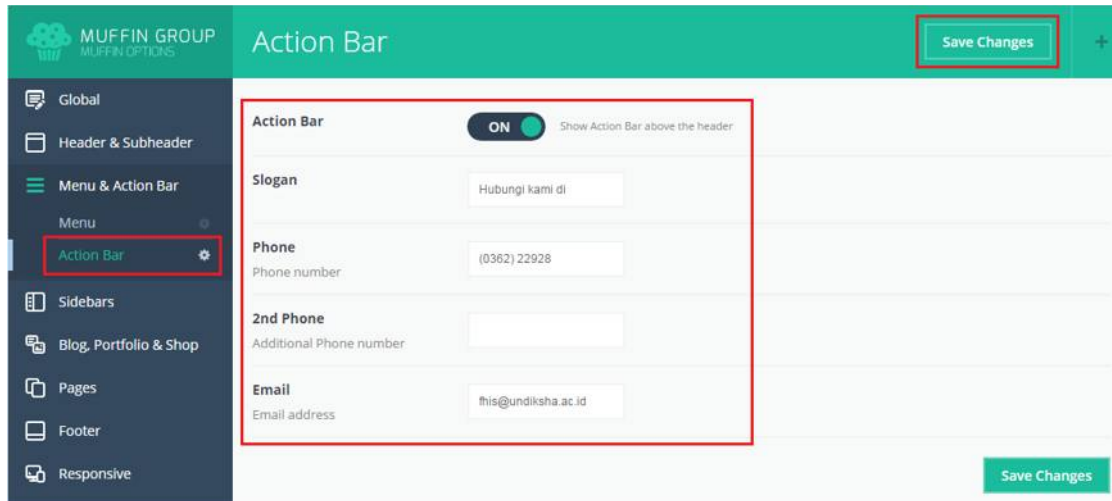 MUFFIN GROUP
MUFFIN OPTIONS
Action Bar
Save Changes
Global
Header & Subheader
Menu & Action Bar
Menu
Action Bar
Sidebars
Blog, Portfolio & Shop
Pages
Footer
Responsive
Action Bar
ON
Show Action Bar above the header
Slogan
Hubungi kami di
Phone
Phone number
(0362) 22928
2nd Phone
Additional Phone number
Email
Email address
fhis@undiksha.ac.id
Save Changes